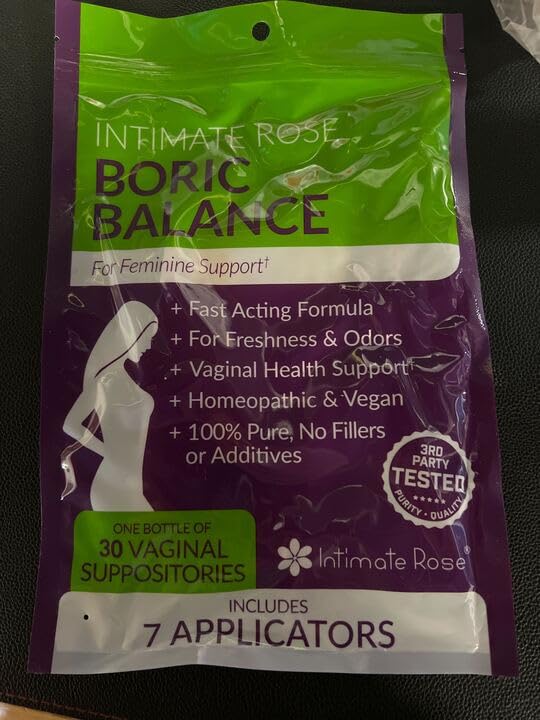 INTIMATE ROSE
BORIC
BALANCE
For Feminine Support†
+ Fast Acting Formula
+ For Freshness & Odors
+ Vaginal Health Support†
+ Homeopathic & Vegan
+ 100% Pure, No Fillers
or Additives
3RD
PARTY
TESTED
PURITY • QUALITY
ONE BOTTLE OF
30 VAGINAL
SUPPOSITORIES
Intimate Rose®
INCLUDES
7 APPLICATORS